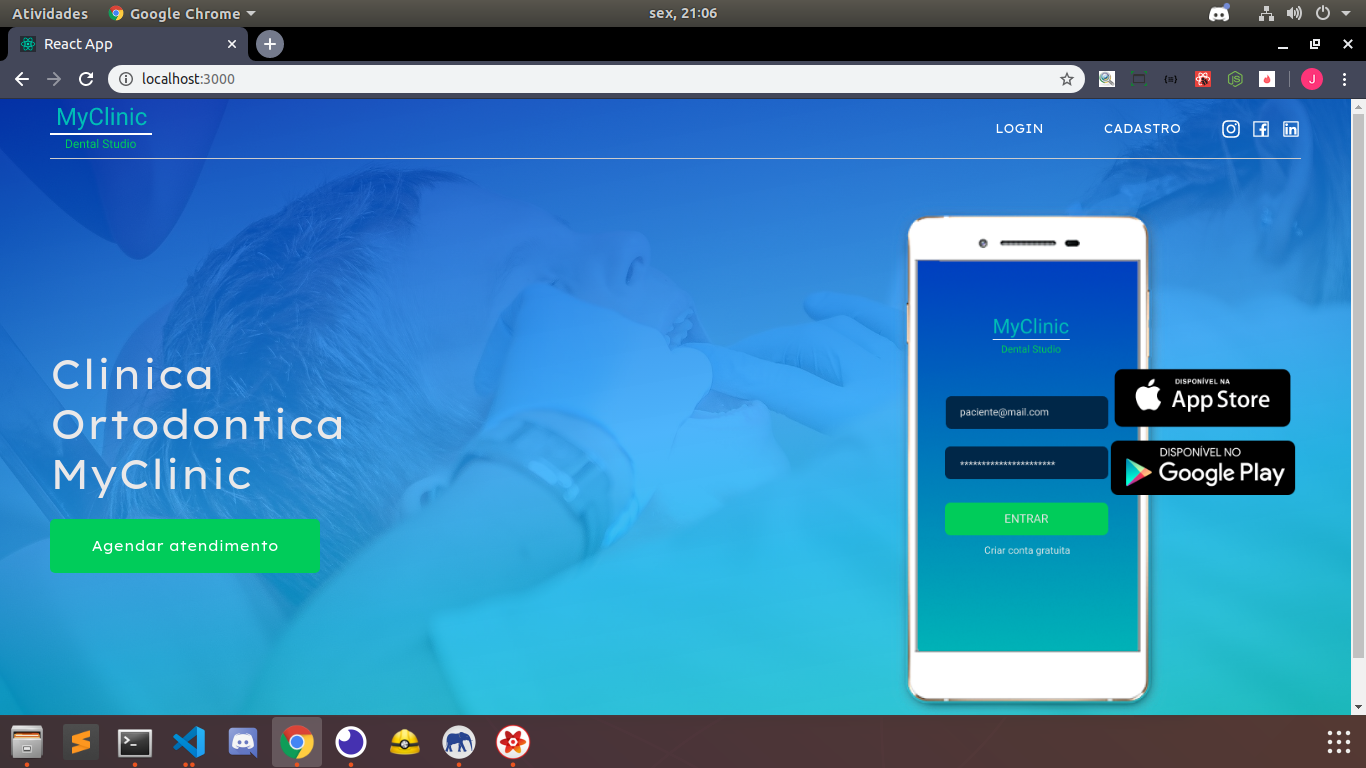 Atividades
Google Chrome
sex, 21:06
React App
localhost:3000
J
MyClinic
Dental Studio
LOGIN
CADASTRO
Clinica
Ortodontica
MyClinic
Agendar atendimento
MyClinic
Dental Studio
paciente@mail.com
**********************
ENTRAR
Criar conta gratuita
DISPONÍVEL NA
App Store
DISPONÍVEL NO
Google Play